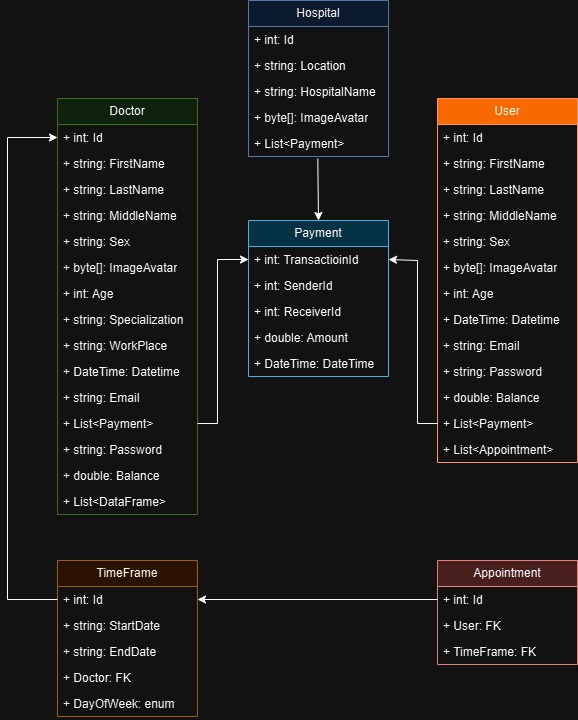 Hospital
+ int: Id
+ string: Location
+ string: HospitalName
+ byte[]: ImageAvatar
+ List<Payment>
Doctor
+ int: Id
+ string: FirstName
+ string: LastName
+ string: MiddleName
+ string: Sex
+ byte[]: ImageAvatar
+ int: Age
+ string: Specialization
+ string: WorkPlace
+ DateTime: Datetime
+ string: Email
+ List<Payment>
+ string: Password
+ double: Balance
+ List<DataFrame>
User
+ int: Id
+ string: FirstName
+ string: LastName
+ string: MiddleName
+ string: Sex
+ byte[]: ImageAvatar
+ int: Age
+ DateTime: Datetime
+ string: Email
+ string: Password
+ double: Balance
+ List<Payment>
+ List<Appointment>
Payment
+ int: TransactioinId
+ int: SenderId
+ int: ReceiverId
+ double: Amount
+ DateTime: DateTime
TimeFrame
+ int: Id
+ string: StartDate
+ string: EndDate
+ Doctor: FK
+ DayOfWeek: enum
Appointment
+ int: Id
+ User: FK
+ TimeFrame: FK